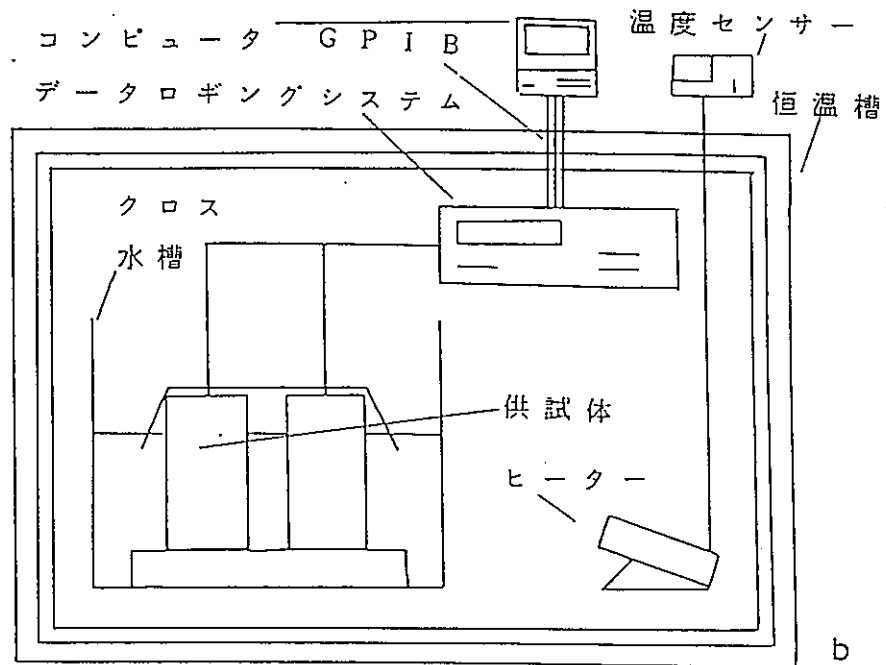 コンピュータ GPIB
温度センサー
データロギングシステム
恒温槽
クロス
水槽
供試体
ヒーター
b